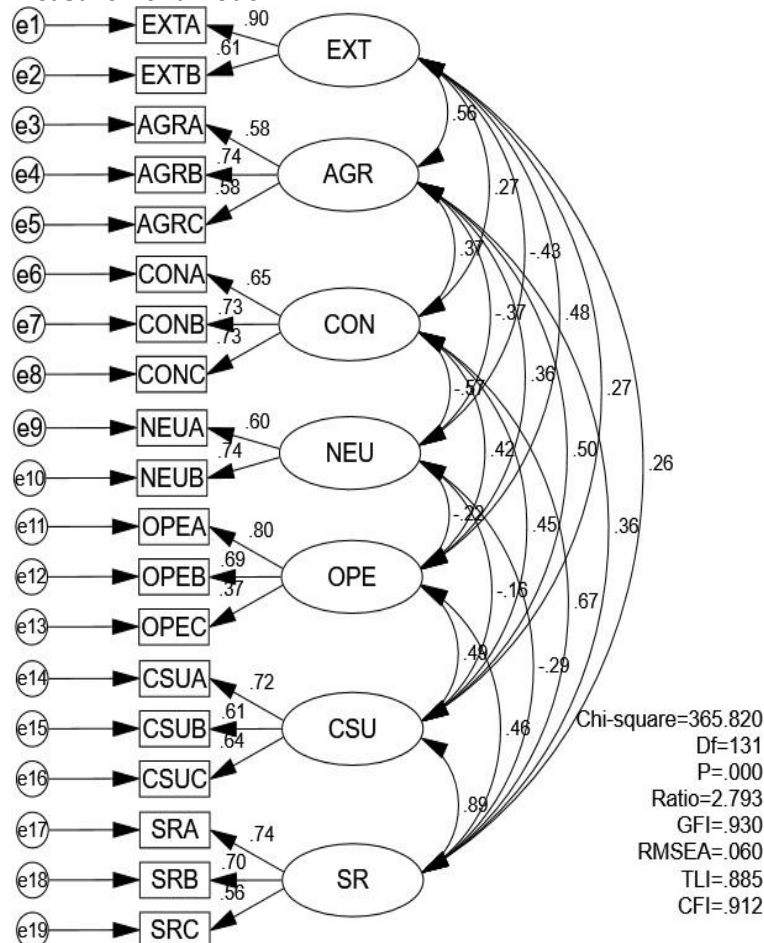 e1 EXTA .90 EXT
e2 EXTB .61
e3 AGRA .58 .56
e4 AGRB .74 AGR .27
e5 AGRC .58
e6 CONA .65 .37 -.43
e7 CONB .73 CON -.37 .48
e8 CONC .73 -.57 .36 .27
e9 NEUA .60 NEU .42 .50 .26
e10 NEUB .74
e11 OPEA .80 -.22 .45 .36
e12 OPEB .69 OPE -.16 .67
e13 OPEC .37
e14 CSUA .72 .49 -.29
e15 CSUB .61 CSU .46
e16 CSUC .64
e17 SRA .74 .89
e18 SRB .70 SR
e19 SRC .56
Chi-square=365.820
Df=131
P=.000
Ratio=2.793
GFI=.930
RMSEA=.060
TLI=.885
CFI=.912